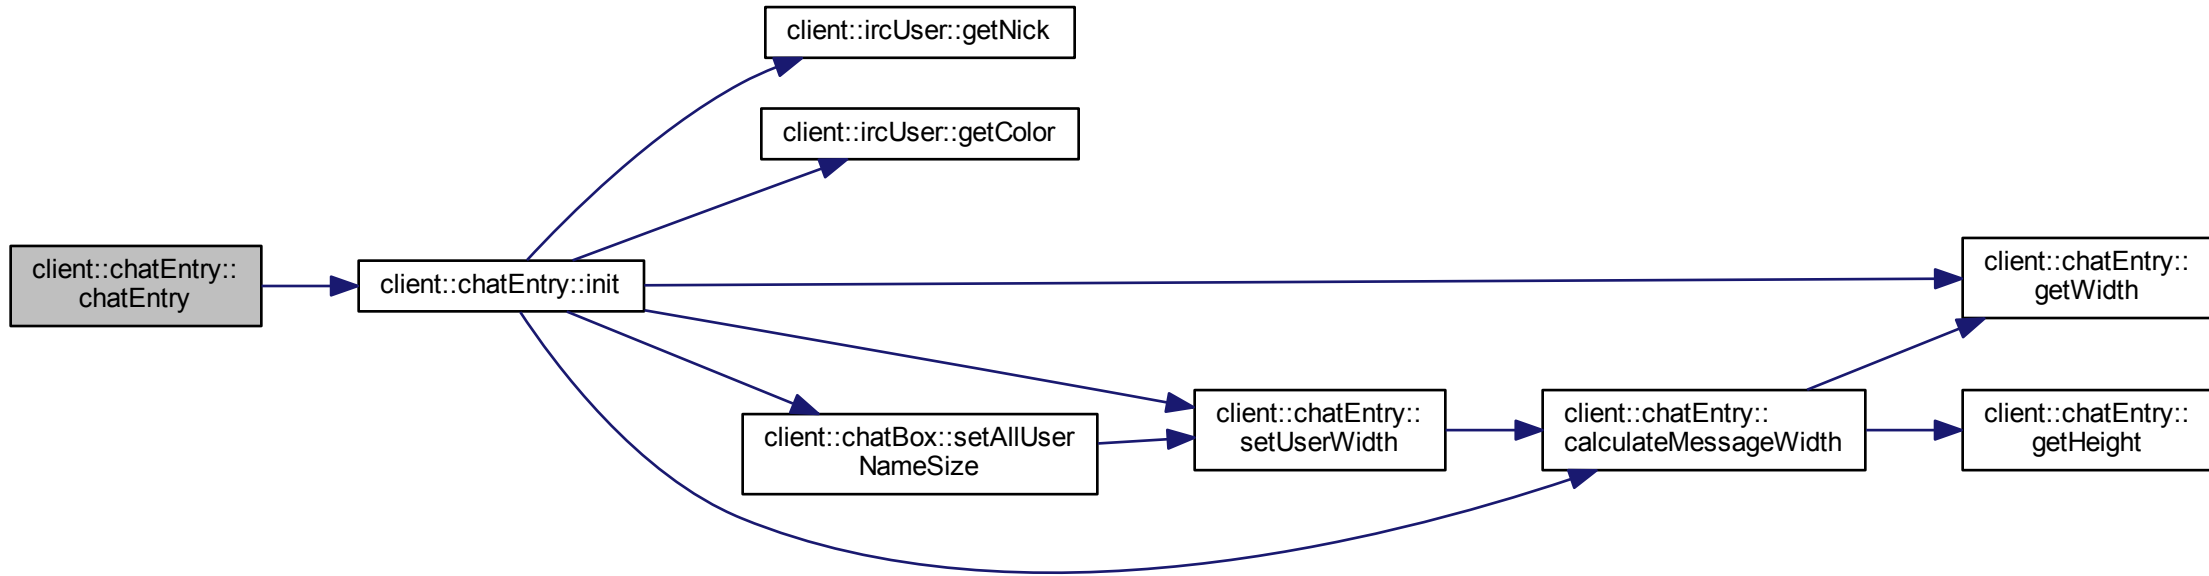 client::ircUser::getNick
client::ircUser::getColor
client::chatEntry::
chatEntry
client::chatEntry::init
client::chatEntry::
getWidth
client::chatBox::setAllUser
NameSize
client::chatEntry::
setUserWidth
client::chatEntry::
calculateMessageWidth
client::chatEntry::
getHeight